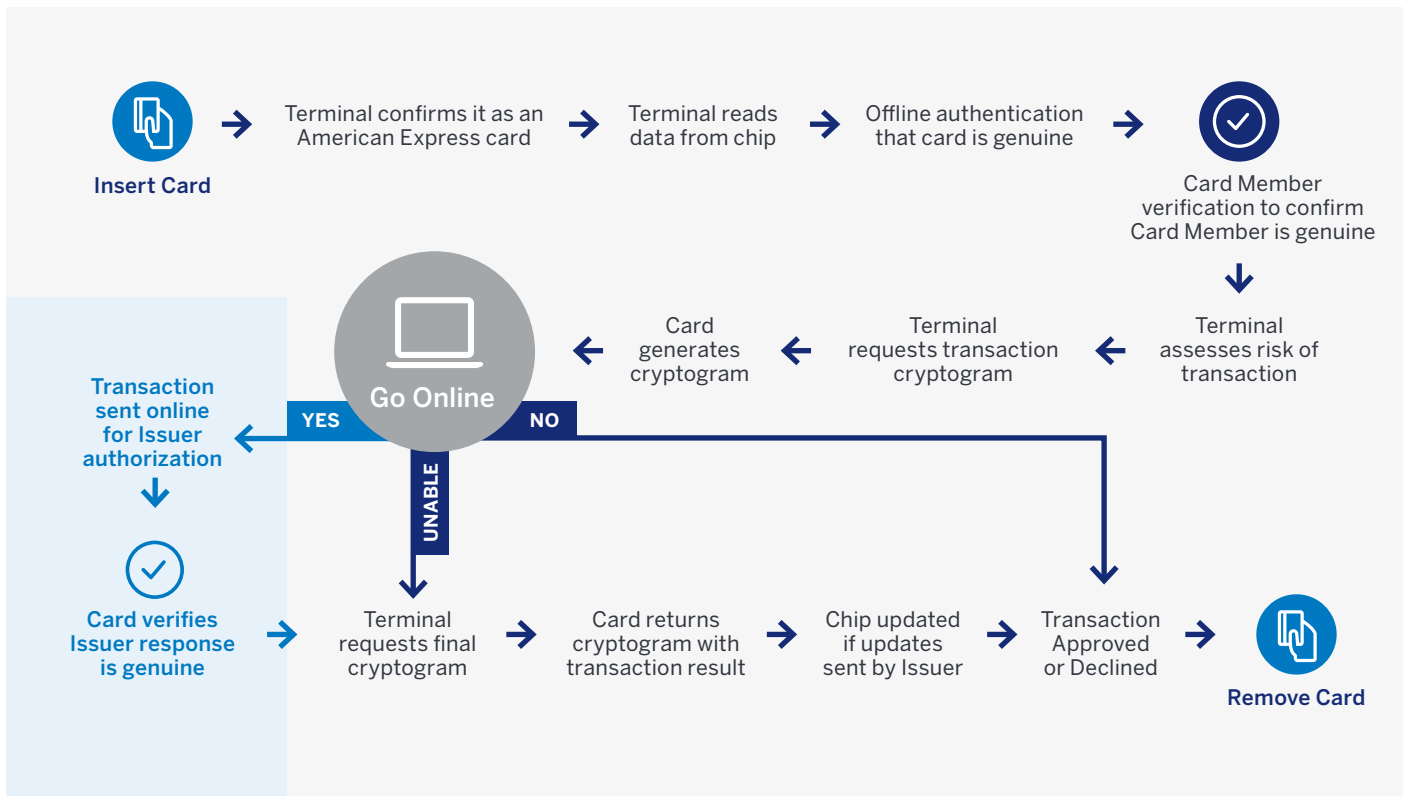 Insert Card
Terminal confirms it as an
American Express card
Terminal reads
data from chip
Offline authentication
that card is genuine
Card Member
verification to confirm
Card Member is genuine
Terminal
assesses risk of
transaction
Terminal
requests transaction
cryptogram
Card
generates
cryptogram
Go Online
YES
NO
UNABLE
Transaction
sent online
for Issuer
authorization
Card verifies
Issuer response
is genuine
Terminal
requests final
cryptogram
Card returns
cryptogram with
transaction result
Chip updated
if updates
sent by Issuer
Transaction
Approved
or Declined
Remove Card